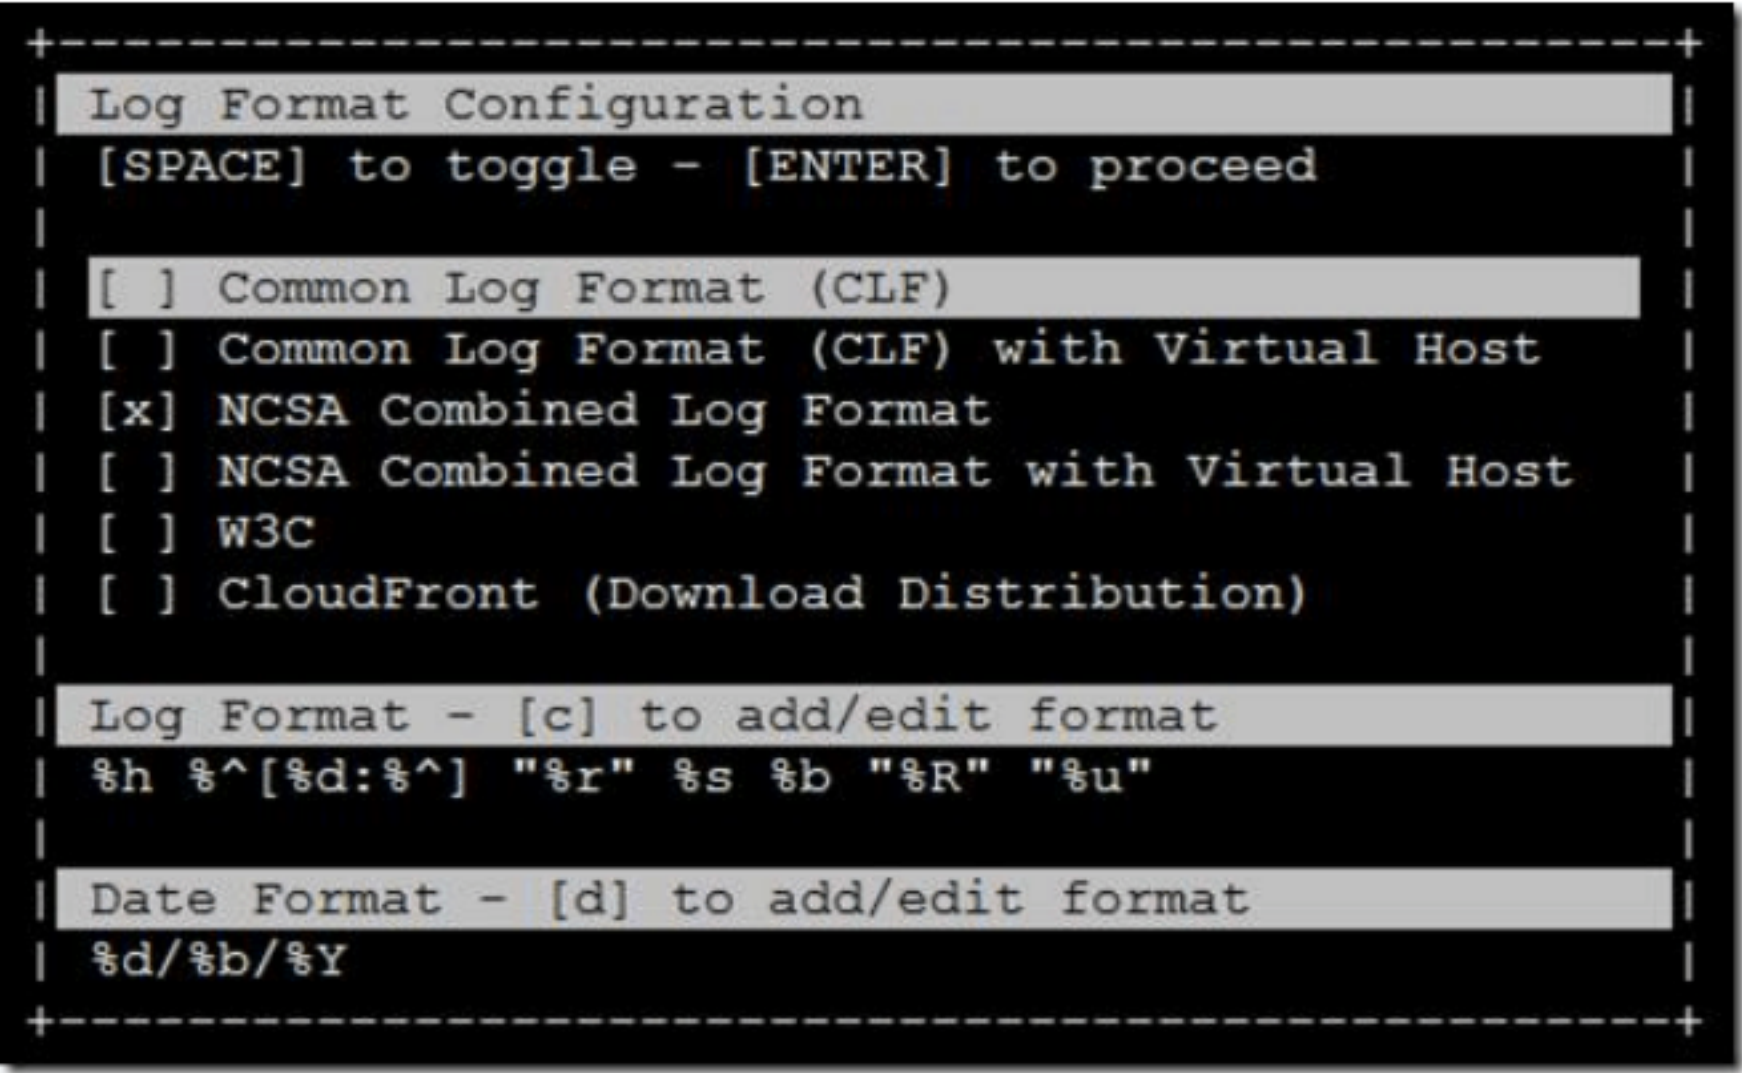 Log Format Configuration
[SPACE] to toggle - [ENTER] to proceed
[ ] Common Log Format (CLF)
[ ] Common Log Format (CLF) with Virtual Host
[x] NCSA Combined Log Format
[ ] NCSA Combined Log Format with Virtual Host
[ ] W3C
[ ] CloudFront (Download Distribution)
Log Format - [c] to add/edit format
%h %^[%d:%^] "%r" %s %b "%R" "%u"
Date Format - [d] to add/edit format
%d/%b/%Y